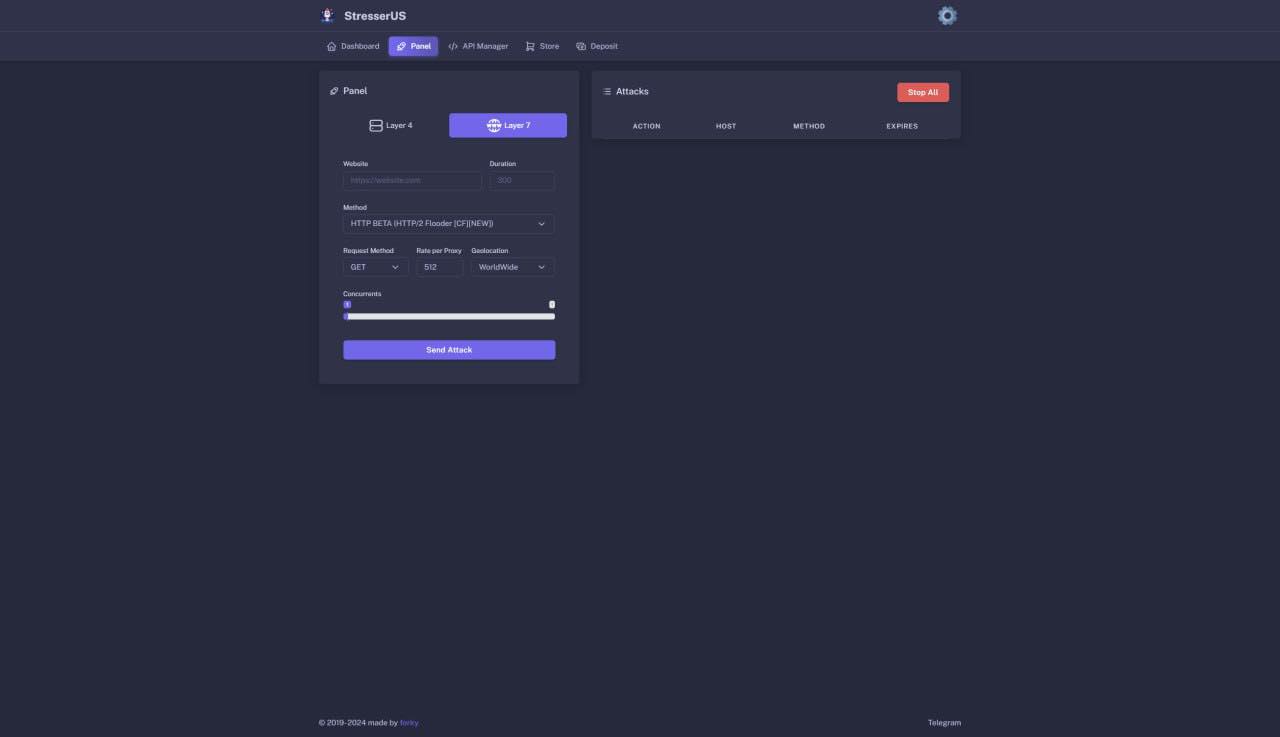 StresserUS
Dashboard Panel API Manager Store Deposit
Panel
Layer 4 Layer 7
Website Duration
https://website.com 300
Method
HTTP BETA (HTTP/2 Flooder [CF][NEW])
Request Method Rate per Proxy Geolocation
GET 512 WorldWide
Concurrents
1
Send Attack
Attacks Stop All
ACTION HOST METHOD EXPIRES
© 2019-2024 made by forky Telegram